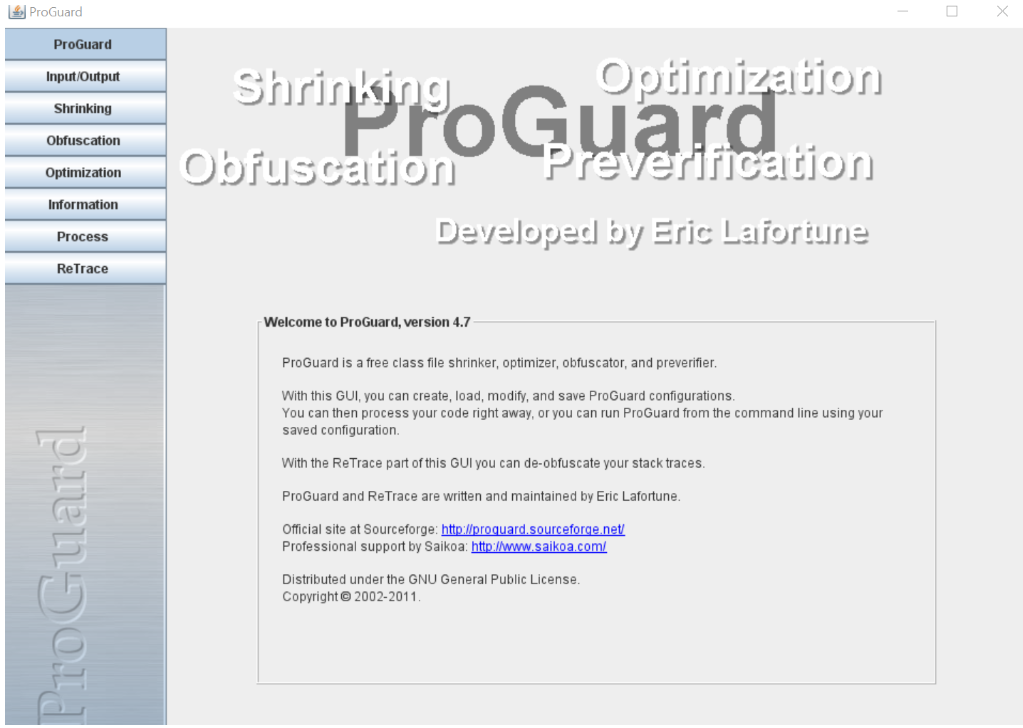 ProGuard
ProGuard
Input/Output
Shrinking
Obfuscation
Optimization
Information
Process
ReTrace
ProGuard
Shrinking
Optimization
ProGuard
Obfuscation
Preverification
Developed by Eric Lafortune
Welcome to ProGuard, version 4.7
ProGuard is a free class file shrinker, optimizer, obfuscator, and preverifier.
With this GUI, you can create, load, modify, and save ProGuard configurations.
You can then process your code right away, or you can run ProGuard from the command line using your
saved configuration.
With the ReTrace part of this GUI you can de-obfuscate your stack traces.
ProGuard and ReTrace are written and maintained by Eric Lafortune.
Official site at Sourceforge: http://proguard.sourceforge.net/
Professional support by Saikoa: http://www.saikoa.com/
Distributed under the GNU General Public License.
Copyright © 2002-2011.